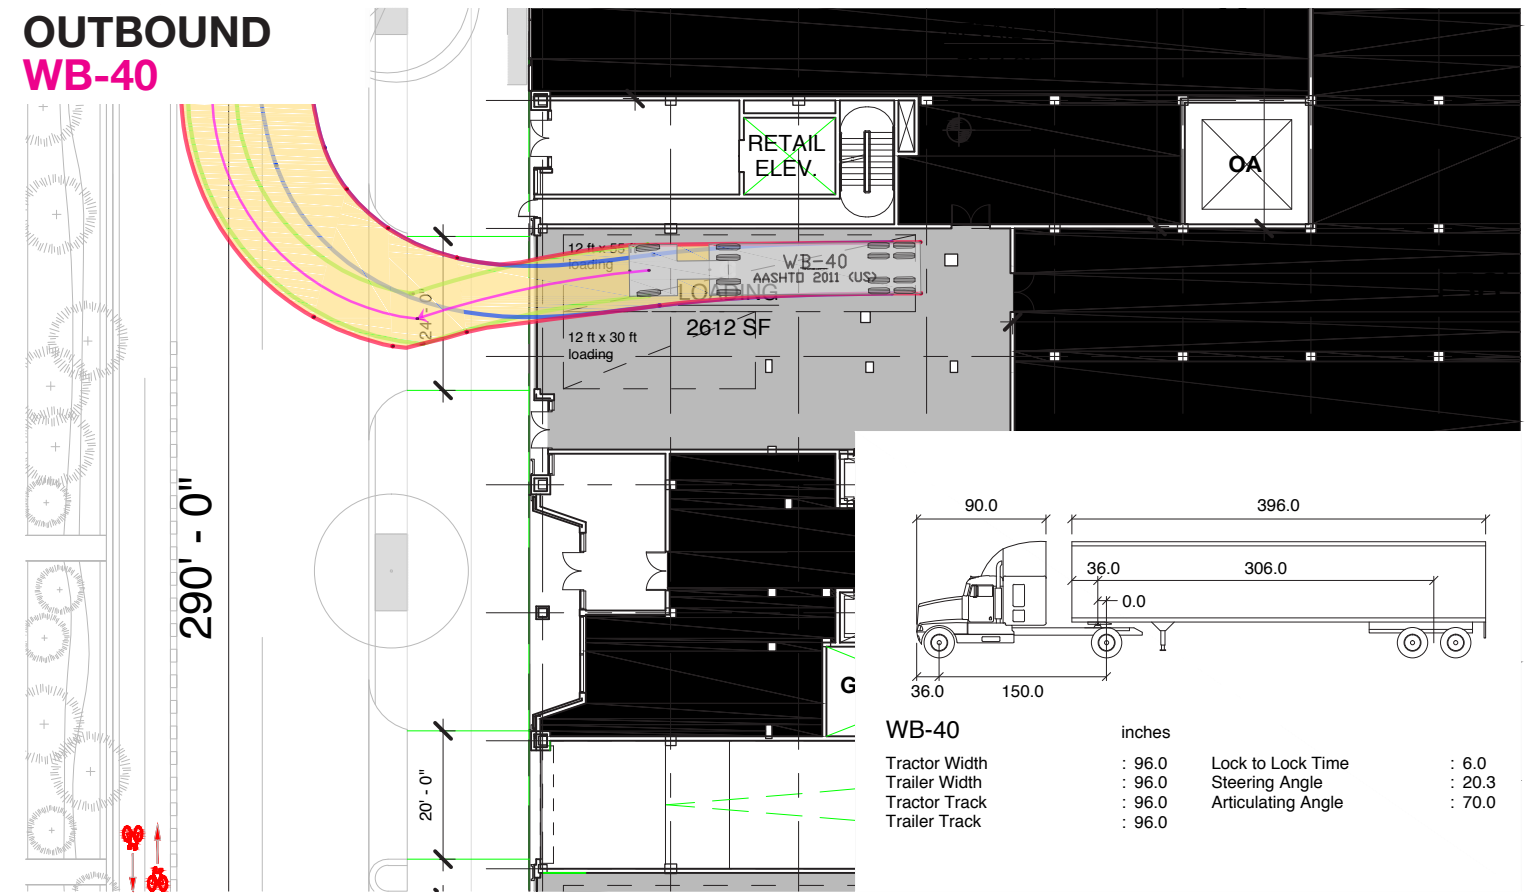 OUTBOUND
WB-40
RETAIL
ELEV.
OA
12 ft x 55
loading
WB-40
AASHTO 2011 (US)
LOADING
2612 SF
12 ft x 30 ft
loading
24' - 0"
290' - 0"
20' - 0"
G
90.0
396.0
36.0
306.0
0.0
36.0
150.0
WB-40
inches
Tractor Width : 96.0
Trailer Width : 96.0
Tractor Track : 96.0
Trailer Track : 96.0
Lock to Lock Time : 6.0
Steering Angle : 20.3
Articulating Angle : 70.0